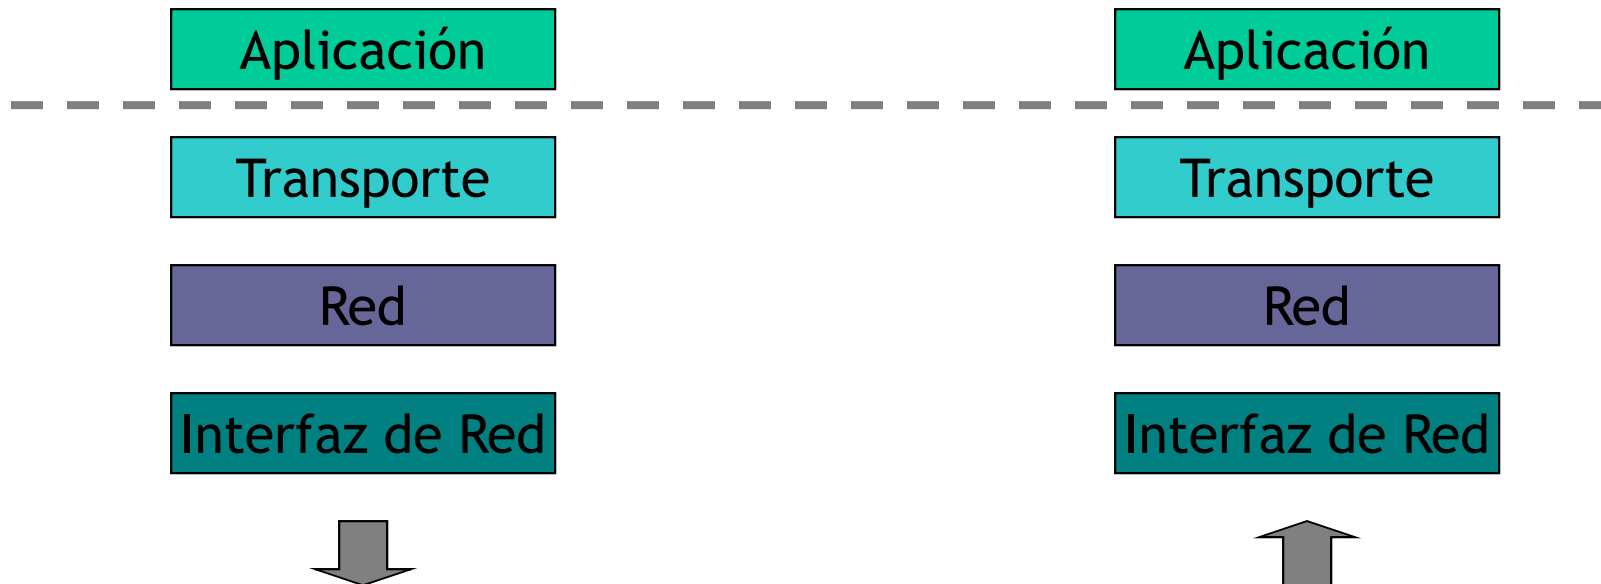 Aplicación
Aplicación
Transporte
Transporte
Red
Red
Interfaz de Red
Interfaz de Red